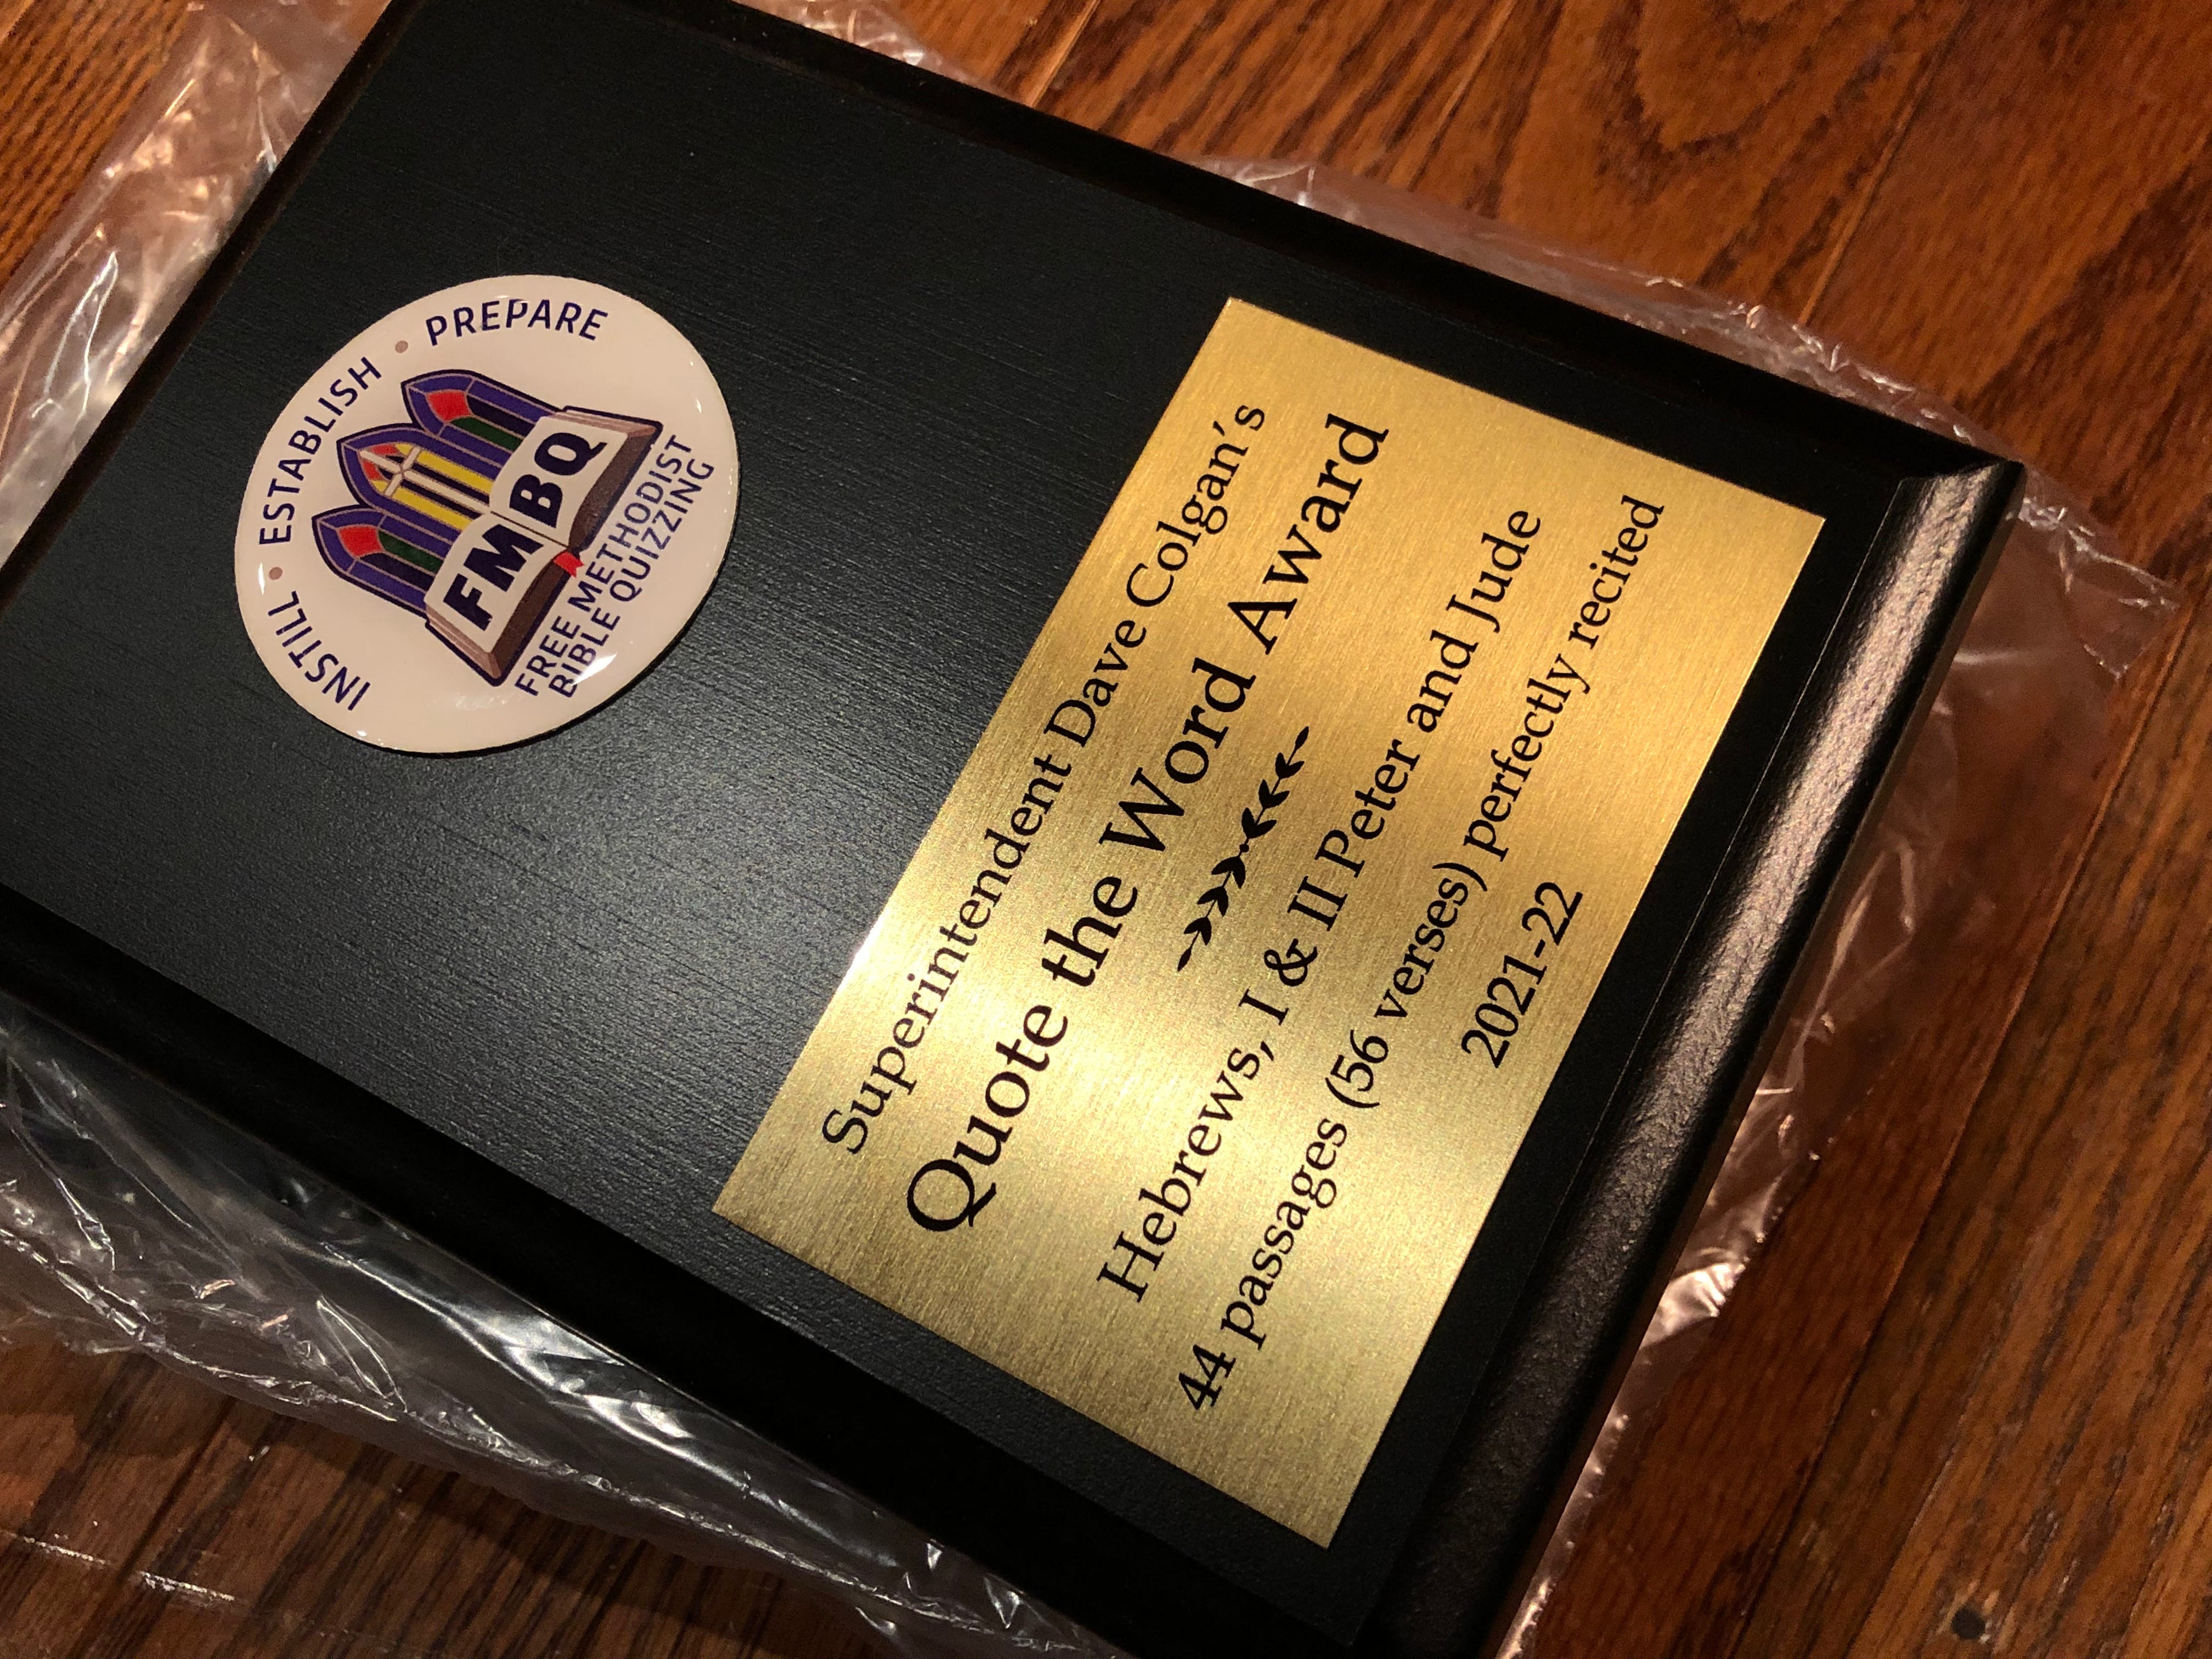 INSTILL • ESTABLISH • PREPARE
FMBQ
FREE METHODIST
BIBLE QUIZZING
Superintendent Dave Colgan's
Quote the Word Award
Hebrews, I & II Peter and Jude
44 passages (56 verses) perfectly recited
2021-22